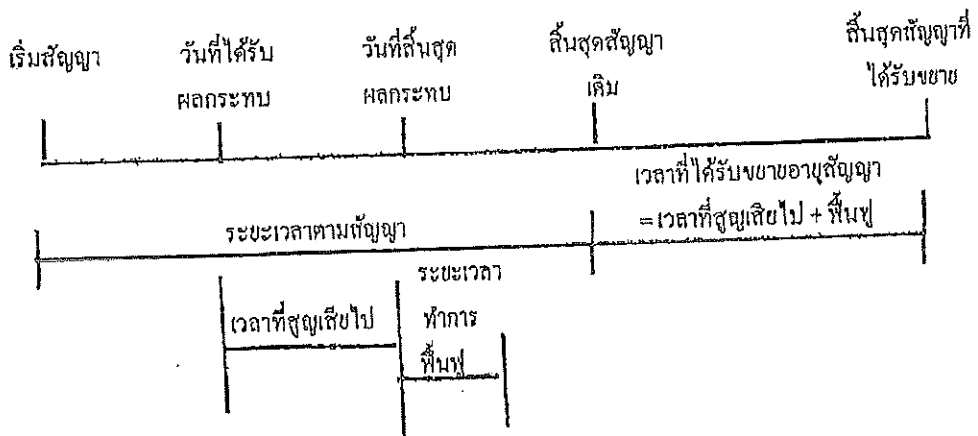 เริ่มสัญญา
วันที่ได้รับ
ผลกระทบ
วันที่สิ้นสุด
ผลกระทบ
สิ้นสุดสัญญา
เดิม
สิ้นสุดสัญญาที่
ได้รับขยาย
เวลาที่ได้รับขยายอายุสัญญา
=เวลาที่สูญเสียไป + ฟื้นฟู
ระยะเวลาตามสัญญา
เวลาที่สูญเสียไป
ระยะเวลา
ทำการ
ฟื้นฟู